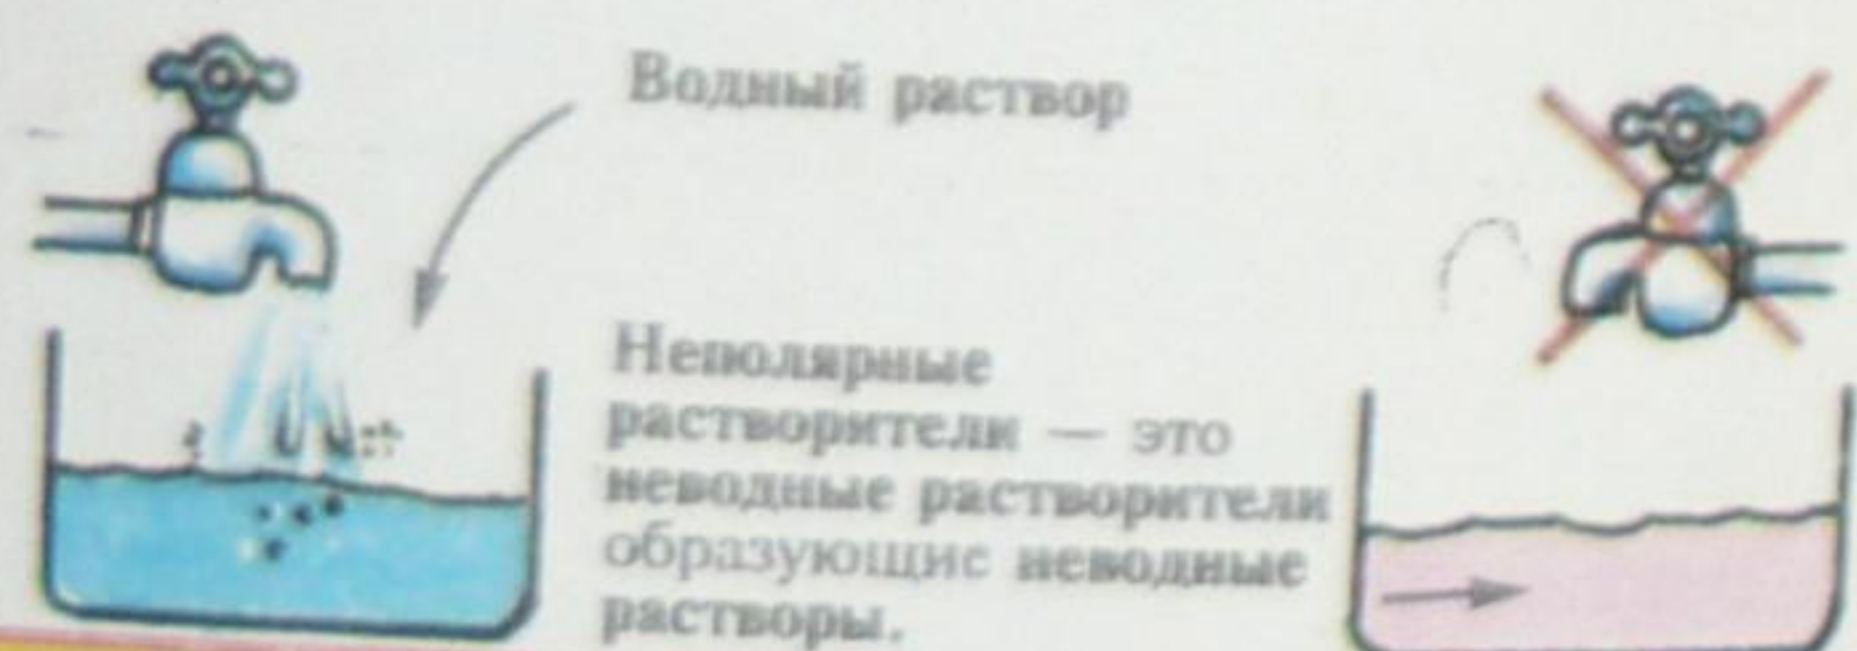 Водный раствор
Неполярные
растворители — это
неводные растворители
образующие неводные
растворы.